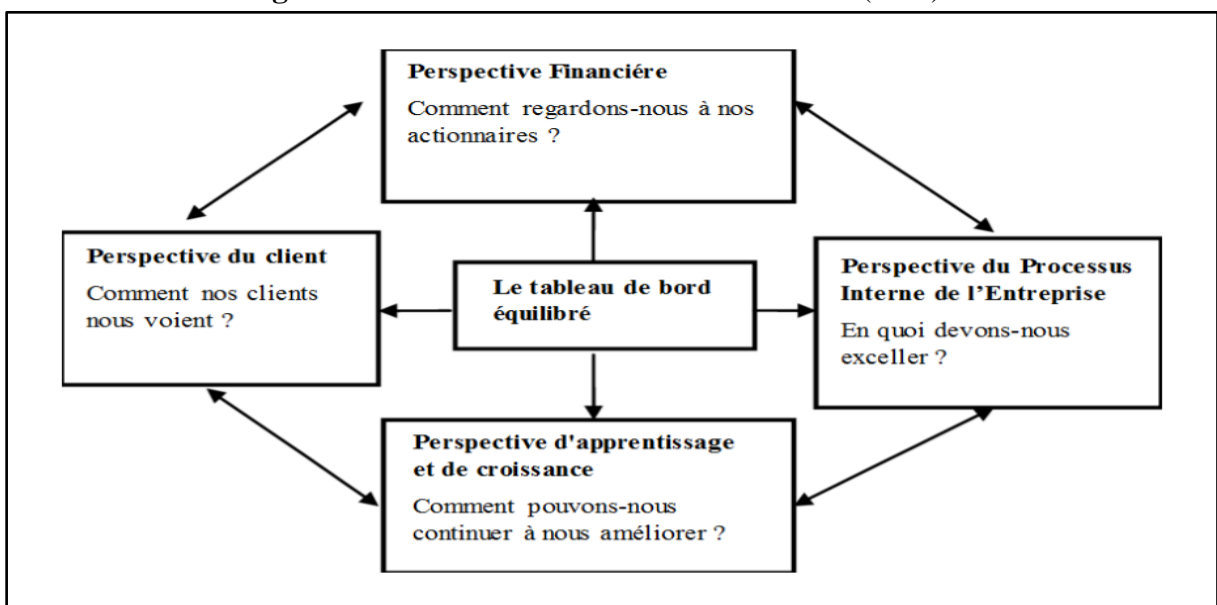 Perspective Financiére
Comment regardons-nous à nos
actionnaires ?
Perspective du client
Comment nos clients
nous voient ?
Le tableau de bord
équilibré
Perspective du Processus
Interne de l’Entreprise
En quoi devons-nous
exceller ?
Perspective d'apprentissage
et de croissance
Comment pouvons-nous
continuer à nous améliorer ?